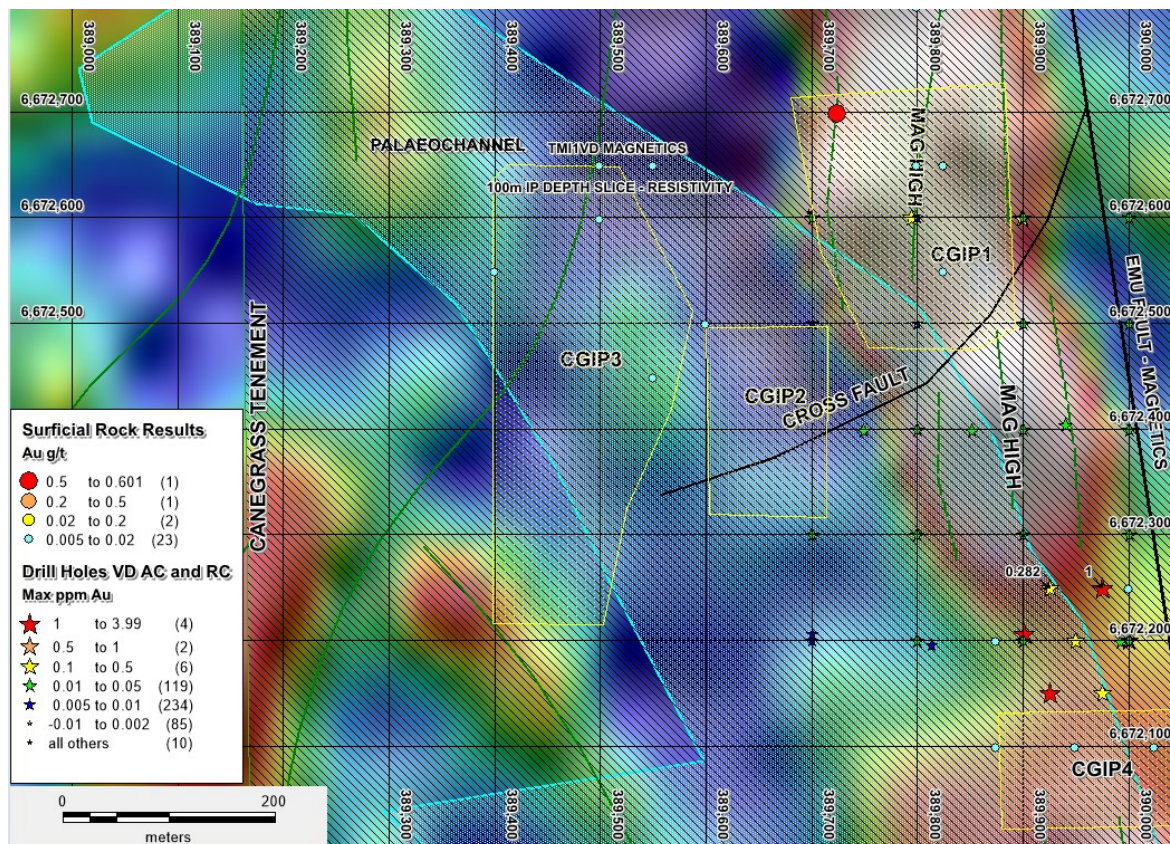 389,000
389,100
389,200
389,300
389,400
389,500
389,600
389,700
389,800
389,900
390,000
6,672,700
PALAEOCHANNEL
TMI1VD MAGNETICS
100m IP DEPTH SLICE - RESISTIVITY
MAG HIGH
6,672,600
CGIP1
EMU FAULT - MAGNETICS
6,672,500
CANEGRASS TENEMENT
CGIP3
CGIP2
CROSS FAULT
MAG HIGH
6,672,700
6,672,600
6,672,500
6,672,400
6,672,300
0.282
1
6,672,200
6,672,100
CGIP4
Surficial Rock Results
Au g/t
0.5 to 0.601 (1)
0.2 to 0.5 (1)
0.02 to 0.2 (2)
0.005 to 0.02 (23)
Drill Holes VD AC and RC
Max ppm Au
1 to 3.99 (4)
0.5 to 1 (2)
0.1 to 0.5 (6)
0.01 to 0.05 (119)
0.005 to 0.01 (234)
-0.01 to 0.002 (85)
all others (10)
0 200
meters
389,300
389,400
389,500
389,600
389,700
389,800
389,900
390,000